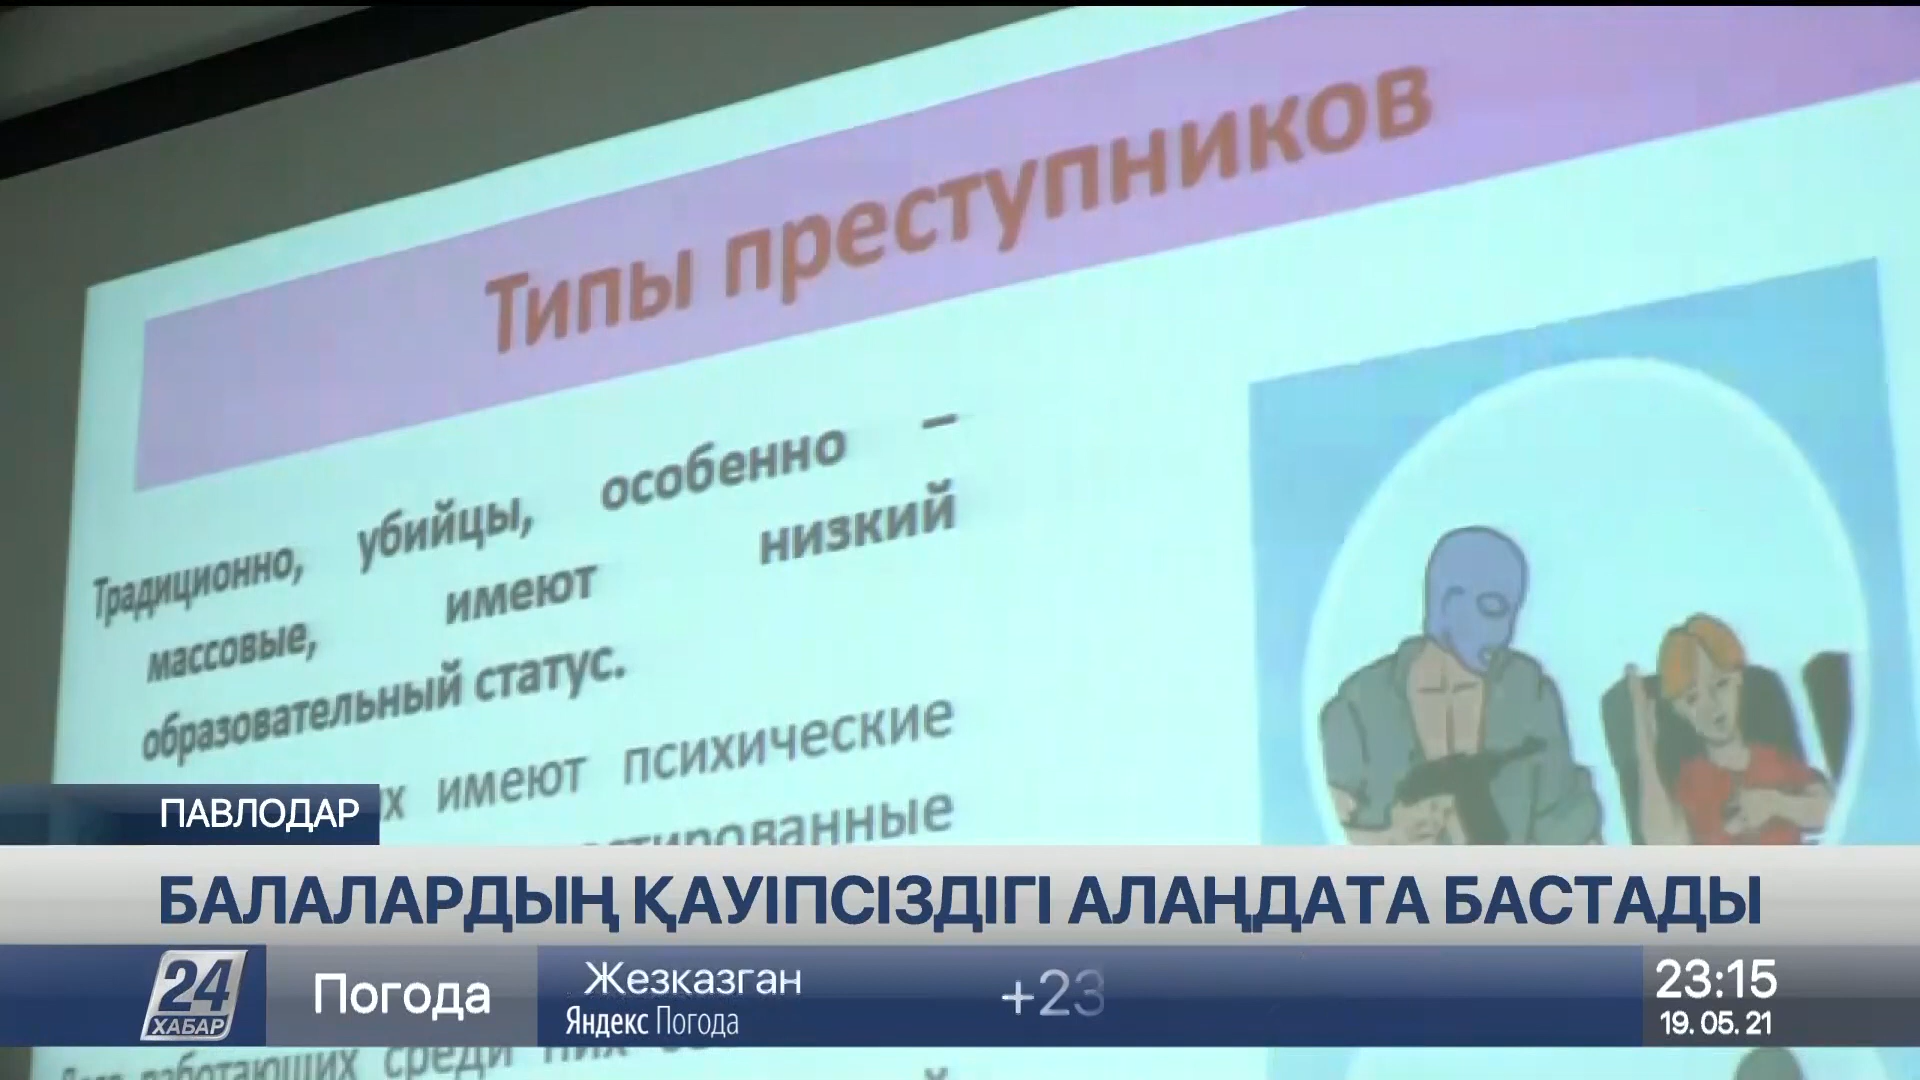 Типы преступников
Традиционно, убийцы, особенно –
массовые, имеют низкий
образовательный статус.
имеют психические
ПАВЛОДАР
БАЛАЛАРДЫҢ ҚАУІПСІЗДІГІ АЛАҢДАТА БАСТАДЫ
24
ХАБАР
Погода
Жезказган
Яндекс Погода
+23
23:15
19. 05. 21
среди